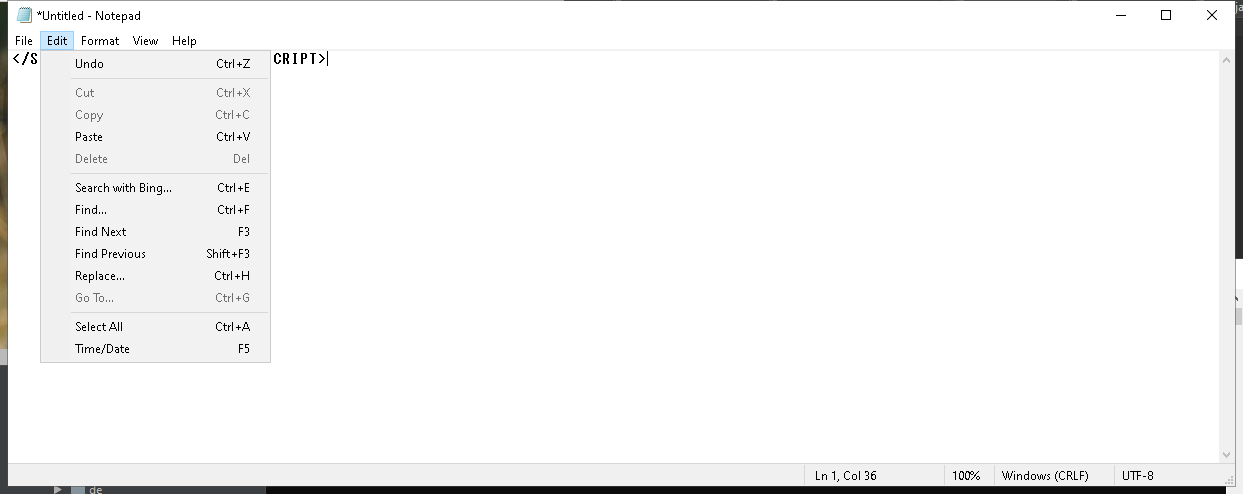 *Untitled - Notepad
File Edit Format View Help
</S CRIPT>
Undo Ctrl+Z
Cut Ctrl+X
Copy Ctrl+C
Paste Ctrl+V
Delete Del
Search with Bing... Ctrl+E
Find... Ctrl+F
Find Next F3
Find Previous Shift+F3
Replace... Ctrl+H
Go To... Ctrl+G
Select All Ctrl+A
Time/Date F5
Ln 1, Col 36 100% Windows (CRLF) UTF-8
de